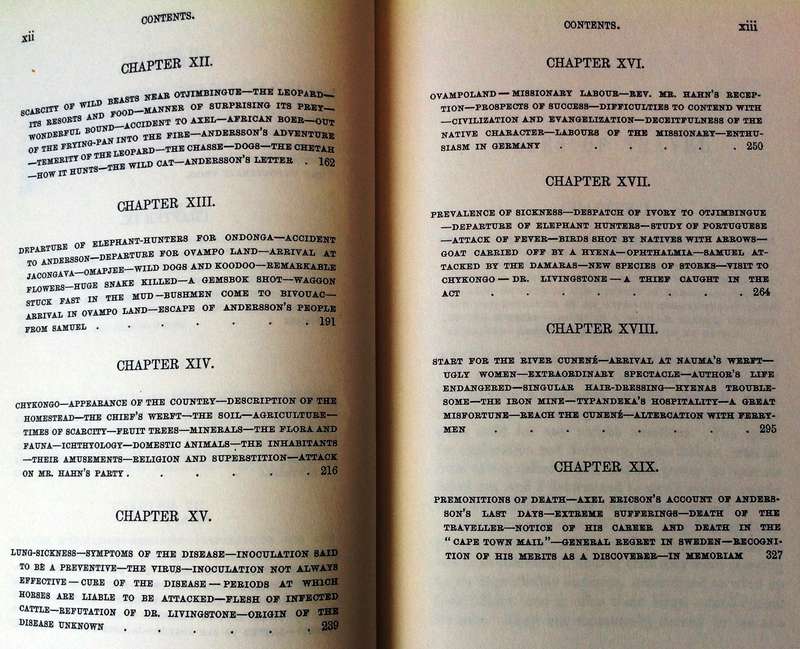 xii
CONTENTS.
CHAPTER XII.
SCARCITY OF WILD BEASTS NEAR OTJIMBINGUE—THE LEOPARD—
ITS RESORTS AND FOOD—MANNER OF SURPRISING ITS PREY—
WONDERFUL BOUND—ACCIDENT TO AXEL—AFRICAN BOER—OUT
OF THE FRYING-PAN INTO THE FIRE—ANDERSSON'S ADVENTURE
—TEMERITY OF THE LEOPARD—THE CHASSE—DOGS—THE CHETAH
—HOW IT HUNTS—THE WILD CAT—ANDERSSON'S LETTER . 162
CHAPTER XIII.
DEPARTURE OF ELEPHANT-HUNTERS FOR ONDONGA—ACCIDENT
TO ANDERSSON—DEPARTURE FOR OVAMPO LAND—ARRIVAL AT
JACONGAVA—OMAPJEE—WILD DOGS AND KOODOO—REMARKABLE
FLOWERS—HUGE SNAKE KILLED—A GEMSBOK SHOT—WAGGON
STUCK FAST IN THE MUD—BUSHMEN COME TO BIVOUAC—
ARRIVAL IN OVAMPO LAND—ESCAPE OF ANDERSSON'S PEOPLE
FROM SAMUEL . . . . . . . 191
CHAPTER XIV.
CHYKONGO—APPEARANCE OF THE COUNTRY—DESCRIPTION OF THE
HOMESTEAD—THE CHIEF'S WERFT—THE SOIL—AGRICULTURE—
TIMES OF SCARCITY—FRUIT TREES—MINERALS—THE FLORA AND
FAUNA—ICHTHYOLOGY—DOMESTIC ANIMALS—THE INHABITANTS
—THEIR AMUSEMENTS—RELIGION AND SUPERSTITION—ATTACK
ON MR. HAHN'S PARTY . . . . . . 216
CHAPTER XV.
LUNG-SICKNESS—SYMPTOMS OF THE DISEASE—INOCULATION SAID
TO BE A PREVENTIVE—THE VIRUS—INOCULATION NOT ALWAYS
EFFECTIVE—CURE OF THE DISEASE—PERIODS AT WHICH
HORSES ARE LIABLE TO BE ATTACKED—FLESH OF INFECTED
CATTLE—REFUTATION OF DR. LIVINGSTONE—ORIGIN OF THE
DISEASE UNKNOWN . . . . . . . 239
CONTENTS.
xiii
CHAPTER XVI.
OVAMPOLAND—MISSIONARY LABOUR—REV. MR. HAHN'S RECEP-
TION—PROSPECTS OF SUCCESS—DIFFICULTIES TO CONTEND WITH
—CIVILIZATION AND EVANGELIZATION—DECEITFULNESS OF THE
NATIVE CHARACTER—LABOURS OF THE MISSIONARY—ENTHU-
SIASM IN GERMANY . . . . . . 250
CHAPTER XVII.
PREVALENCE OF SICKNESS—DESPATCH OF IVORY TO OTJIMBINGUE
—DEPARTURE OF ELEPHANT HUNTERS—STUDY OF PORTUGUESE
—ATTACK OF FEVER—BIRDS SHOT BY NATIVES WITH ARROWS—
GOAT CARRIED OFF BY A HYENA—OPHTHALMIA—SAMUEL AT-
TACKED BY THE DAMARAS—NEW SPECIES OF STORKS—VISIT TO
CHYKONGO—DR. LIVINGSTONE—A THIEF CAUGHT IN THE
ACT . . . . . . . . 264
CHAPTER XVIII.
START FOR THE RIVER CUNENÉ—ARRIVAL AT NAUMA'S WERFT—
UGLY WOMEN—EXTRAORDINARY SPECTACLE—AUTHOR'S LIFE
ENDANGERED—SINGULAR HAIR-DRESSING—HYENAS TROUBLE-
SOME—THE IRON MINE—TYPANDEKA'S HOSPITALITY—A GREAT
MISFORTUNE—REACH THE CUNENÉ—ALTERCATION WITH FERRY-
MEN . . . . . . . . 295
CHAPTER XIX.
PREMONITIONS OF DEATH—AXEL ERICSON'S ACCOUNT OF ANDERS-
SON'S LAST DAYS—EXTREME SUFFERINGS—DEATH OF THE
TRAVELLER—NOTICE OF HIS CAREER AND DEATH IN THE
"CAPE TOWN MAIL"—GENERAL REGRET IN SWEDEN—RECOGNI-
TION OF HIS MERITS AS A DISCOVERER—IN MEMORIAM 327